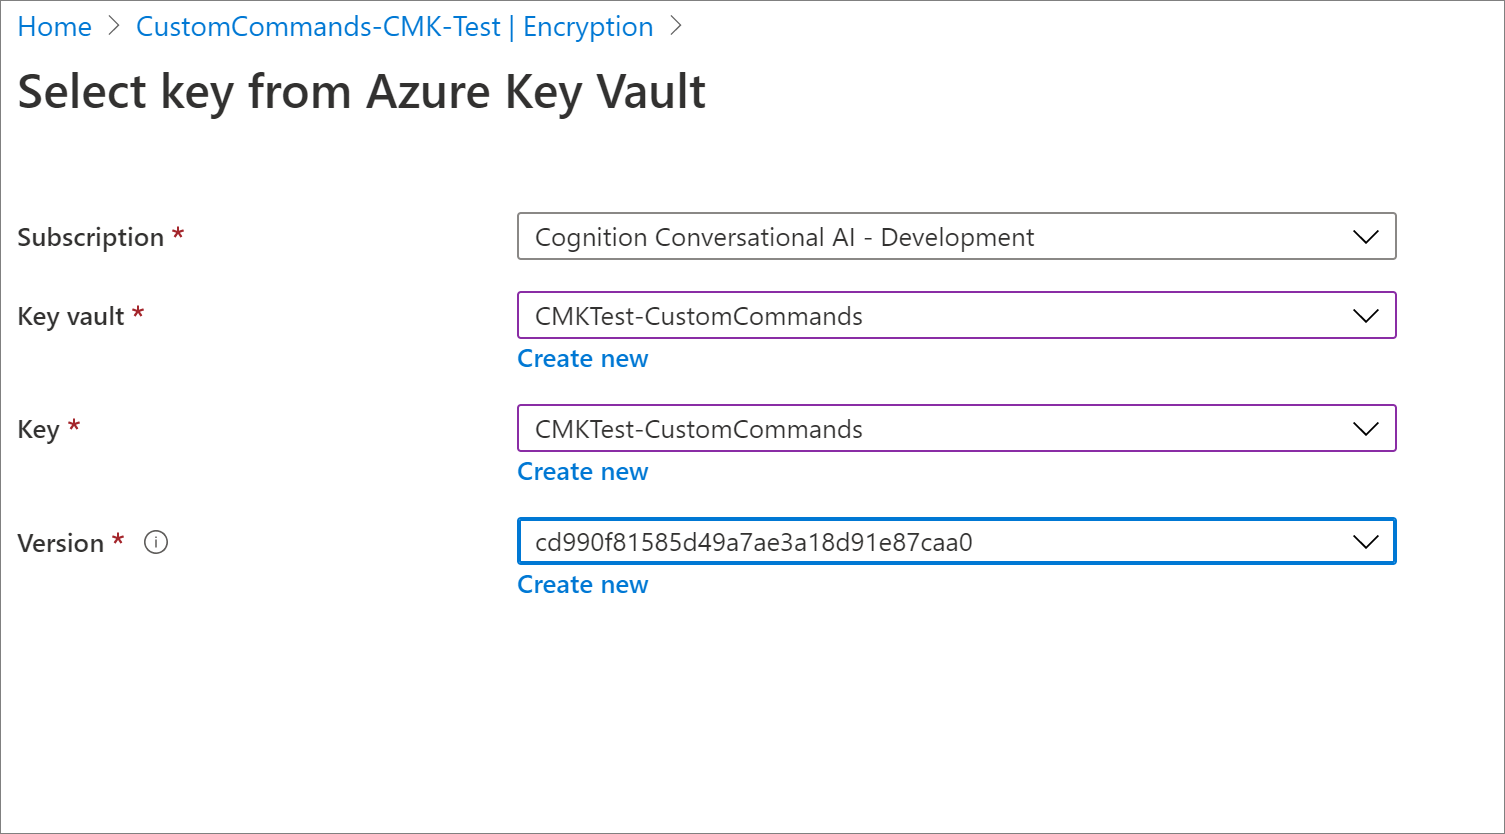 Home > CustomCommands-CMK-Test | Encryption >
Select key from Azure Key Vault
Subscription * Cognition Conversational AI - Development
Key vault * CMKTest-CustomCommands
Create new
Key * CMKTest-CustomCommands
Create new
Version * cd990f81585d49a7ae3a18d91e87caa0
Create new